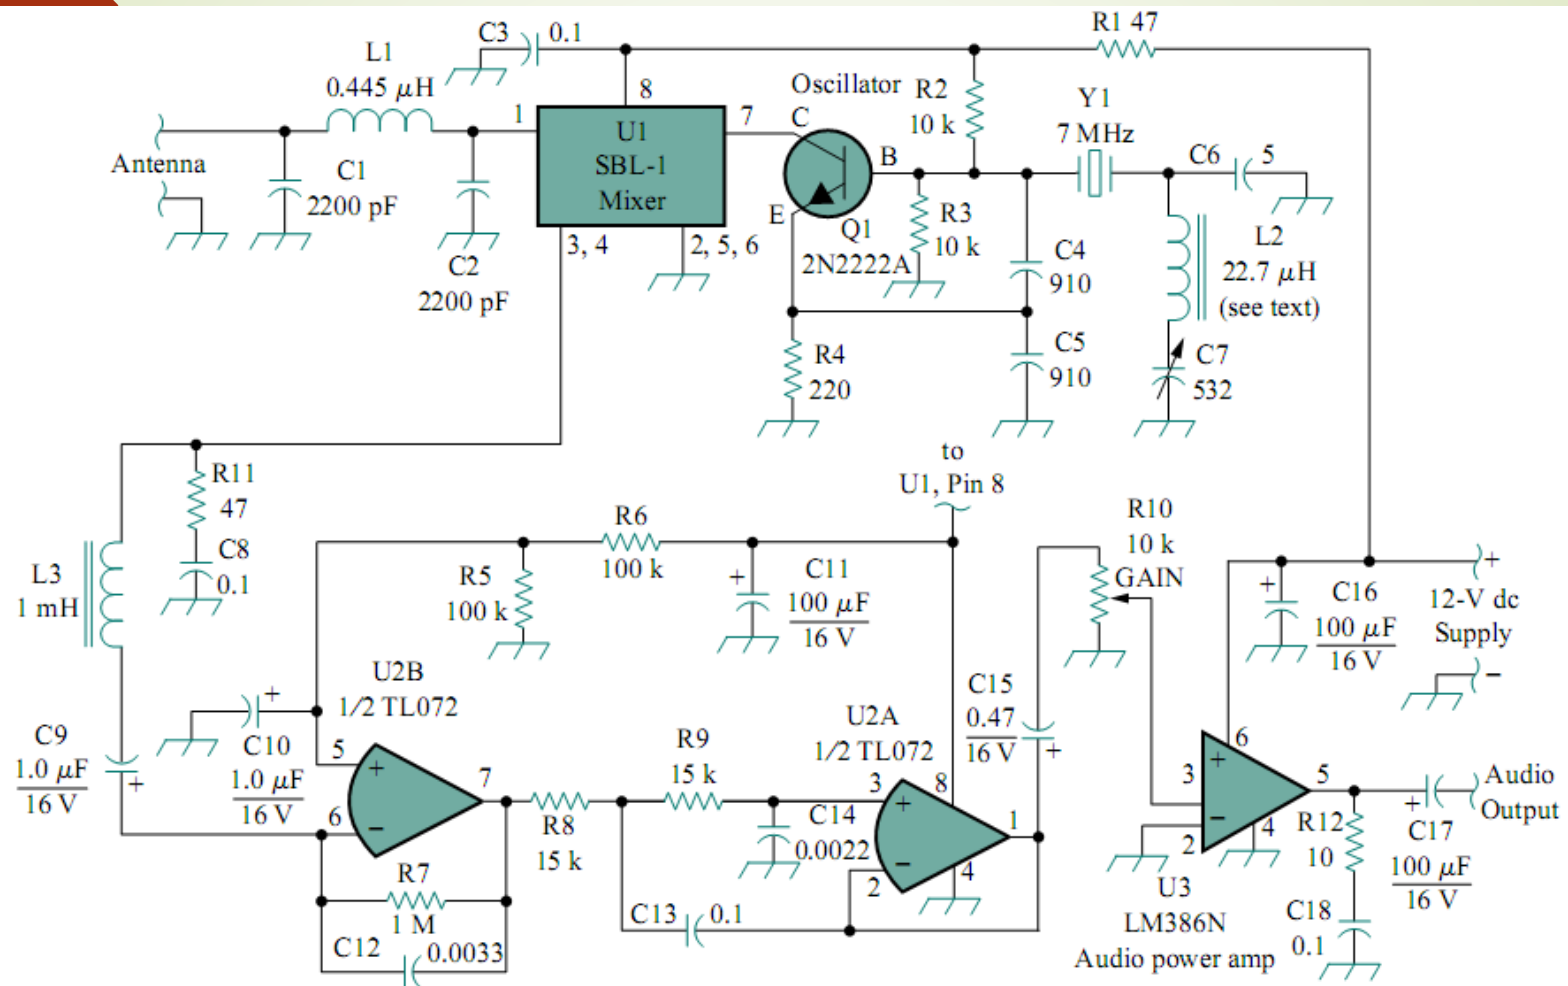 C3 0.1
R1 47
L1
0.445 µH
8
Oscillator
R2
10 k
Y1
7 MHz
1
7
C
U1
SBL-1
Mixer
Antenna
C1
2200 pF
B
C6 5
E
Q1
2N2222A
R3
10 k
3, 4
2, 5, 6
C2
2200 pF
C4
910
L2
22.7 µH
(see text)
R4
220
C5
910
C7
532
to
U1, Pin 8
R11
47
C8
0.1
L3
1 mH
R6
100 k
R5
100 k
+
C11
100 µF
16 V
R10
10 k
GAIN
+
C16
100 µF
16 V
+
12-V dc
Supply
−
U2B
1/2 TL072
+
C10
1.0 µF
16 V
C9
1.0 µF
16 V
+
5
+
6
−
7
R8
15 k
R9
15 k
U2A
1/2 TL072
C15
0.47
16 V
+
3
+
8
C14
0.0022
1
−
2
4
R7
1 M
C12
0.0033
C13 0.1
6
+
3
−
2
5
4
U3
LM386N
Audio power amp
R12
10
C18
0.1
+
C17
100 µF
16 V
Audio
Output